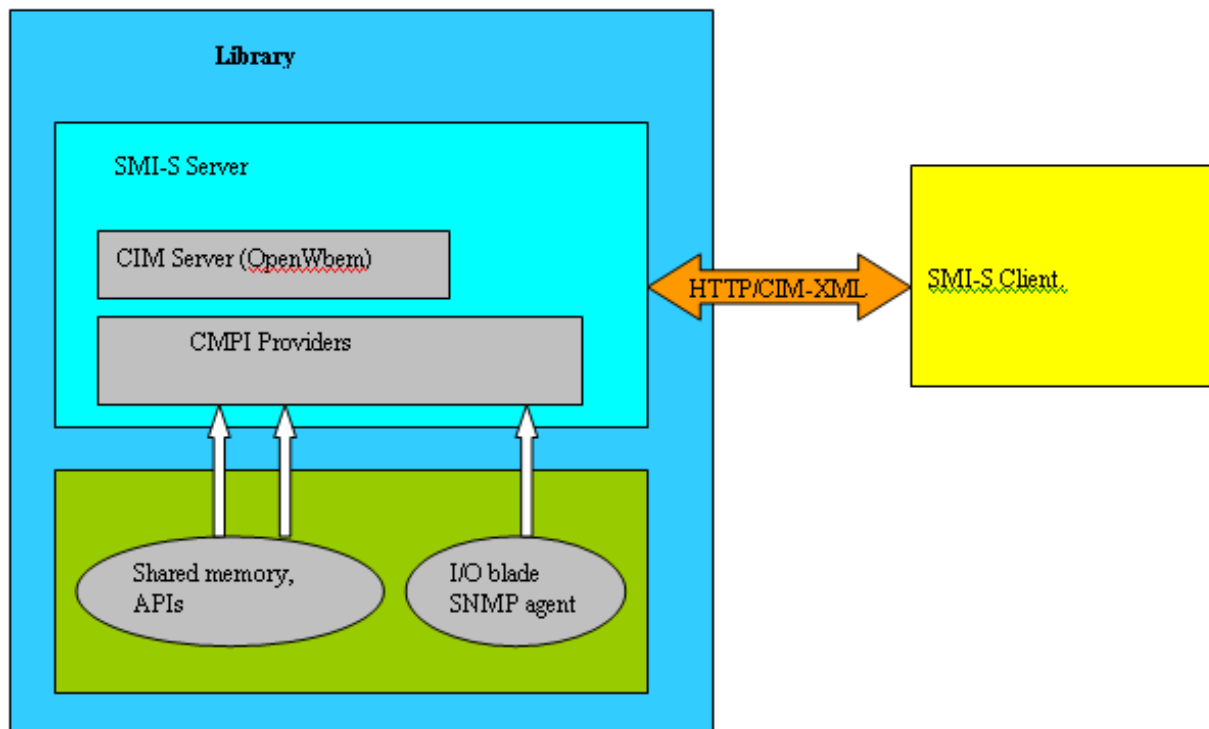 Library
SMI-S Server
CIM Server (OpenWbem)
CMPI Providers
HTTP/CIM-XML
SMI-S Client.
Shared memory,
APIs
I/O blade
SNMP agent